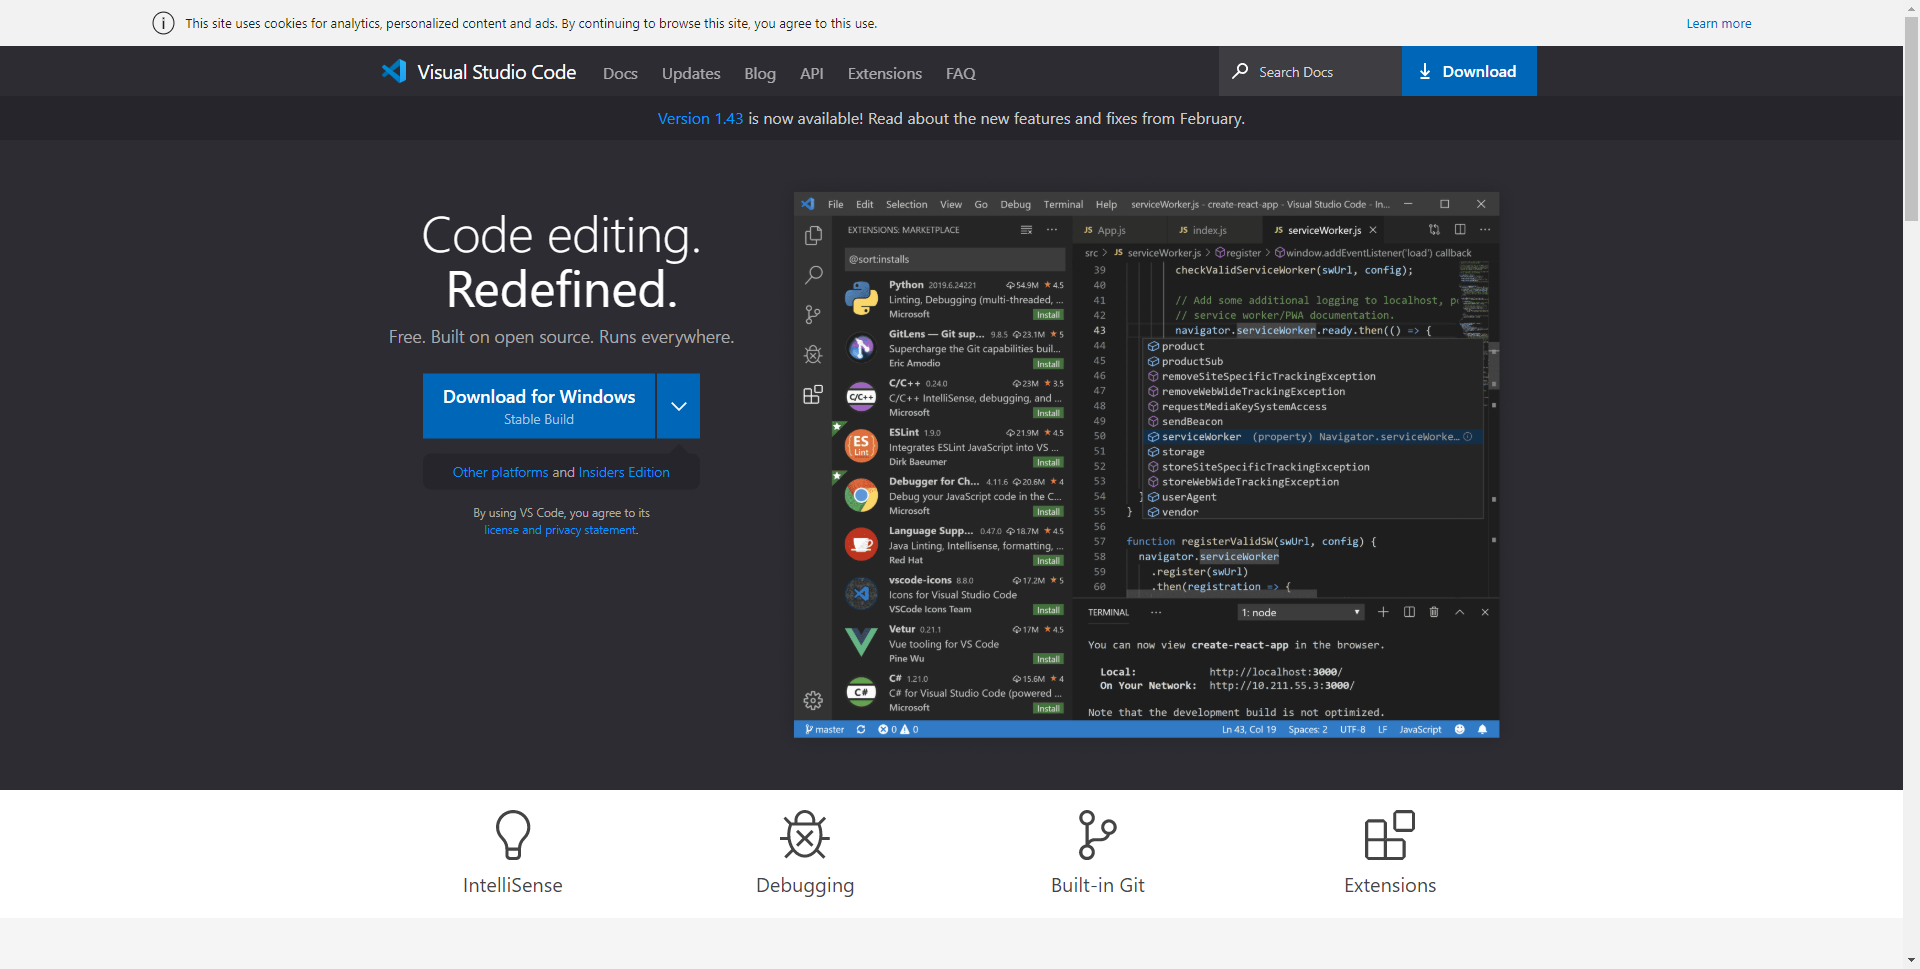 This site uses cookies for analytics, personalized content and ads. By continuing to browse this site, you agree to this use.
Learn more
Visual Studio Code
Docs
Updates
Blog
API
Extensions
FAQ
Search Docs
Download
Version 1.43 is now available! Read about the new features and fixes from February.
Code editing.
Redefined.
Free. Built on open source. Runs everywhere.
Download for Windows
Stable Build
Other platforms and Insiders Edition
By using VS Code, you agree to its
license and privacy statement.
File Edit Selection View Go Debug Terminal Help serviceWorker.js - create-react-app - Visual Studio Code - In...
EXTENSIONS: MARKETPLACE
@sort:installs
Python 2019.6.24221 54.9M ★ 4.5
Linting, Debugging (multi-threaded, ...
Microsoft Install
GitLens — Git sup... 9.8.5 23.1M ★ 5
Supercharge the Git capabilities buil...
Eric Amodio Install
C/C++ 0.24.0 23M ★ 3.5
C/C++ IntelliSense, debugging, and ...
Microsoft Install
ESLint 1.9.0 21.9M ★ 4.5
Integrates ESLint JavaScript into VS ...
Dirk Baeumer Install
Debugger for Ch... 4.11.6 20.6M ★ 4
Debug your JavaScript code in the C...
Microsoft Install
Language Supp... 0.47.0 18.7M ★ 4.5
Java Linting, Intellisense, formatting, ...
Red Hat Install
vscode-icons 8.8.0 17.2M ★ 5
Icons for Visual Studio Code
VSCode Icons Team Install
Vetur 0.21.1 17M ★ 4.5
Vue tooling for VS Code
Pine Wu Install
C# 1.21.0 15.6M ★ 4
C# for Visual Studio Code (powered ...
Microsoft Install
C/C++
ES
Lint
C#
JS App.js JS index.js JS serviceWorker.js
src > JS serviceWorker.js > register > window.addEventListener('load') callback
39 checkValidServiceWorker(swUrl, config);
40
41 // Add some additional logging to localhost, p
42 // service worker/PWA documentation.
43 navigator.serviceWorker.ready.then(() => {
44 product
45 productSub
46 removeSiteSpecificTrackingException
47 removeWebWideTrackingException
48 requestMediaKeySystemAccess
49 sendBeacon
50 serviceWorker (property) Navigator.serviceWorke...
51 storage
52 storeSiteSpecificTrackingException
53 storeWebWideTrackingException
54 } userAgent
55 } vendor
56
57 function registerValidSW(swUrl, config) {
58 navigator.serviceWorker
59 .register(swUrl)
60 .then(registration => {
TERMINAL ... 1: node
You can now view create-react-app in the browser.
Local: http://localhost:3000/
On Your Network: http://10.211.55.3:3000/
Note that the development build is not optimized.
master 0 0 Ln 43, Col 19 Spaces: 2 UTF-8 LF JavaScript
IntelliSense
Debugging
Built-in Git
Extensions